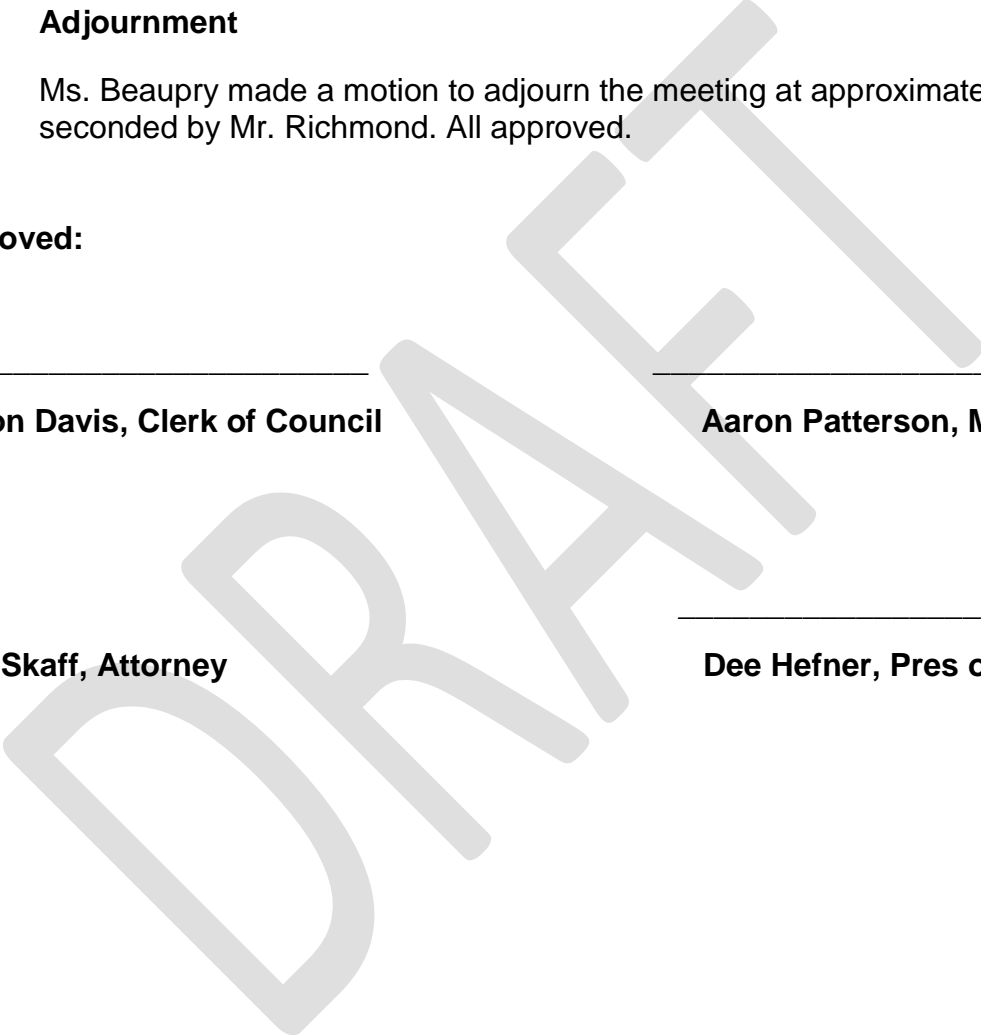 Adjournment
Ms. Beaupry made a motion to adjourn the meeting at approximate
seconded by Mr. Richmond. All approved.
oved:
on Davis, Clerk of Council
Aaron Patterson, M
Skaff, Attorney
Dee Hefner, Pres o
DRAFT